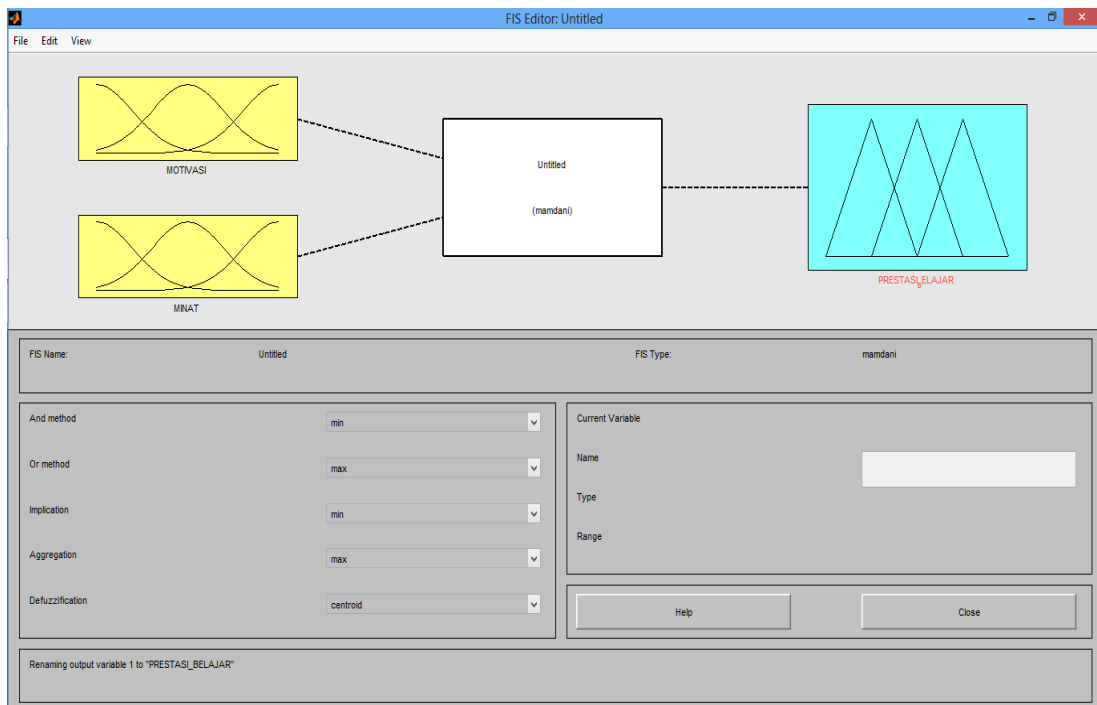 FIS Editor: Untitled
File Edit View
MOTIVASI
MINAT
Untitled
(mamdani)
PRESTASIBELAJAR
FIS Name: Untitled FIS Type: mamdani
And method min
Or method max
Implication min
Aggregation max
Defuzzification centroid
Current Variable
Name
Type
Range
Help Close
Renaming output variable 1 to "PRESTASI_BELAJAR"